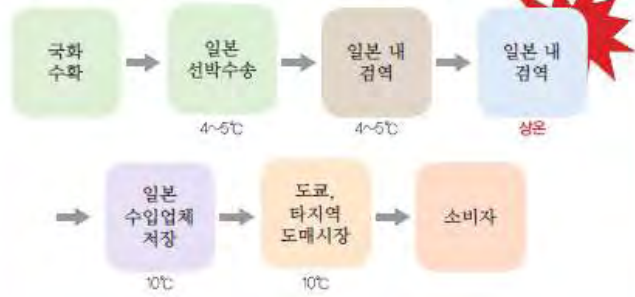 국화
수확
일본
선박수송
일본 내
검역
일본 내
검역
4~5℃
4~5℃
상온
일본
수입업체
저장
도쿄,
타지역
도매시장
소비자
10℃
10℃